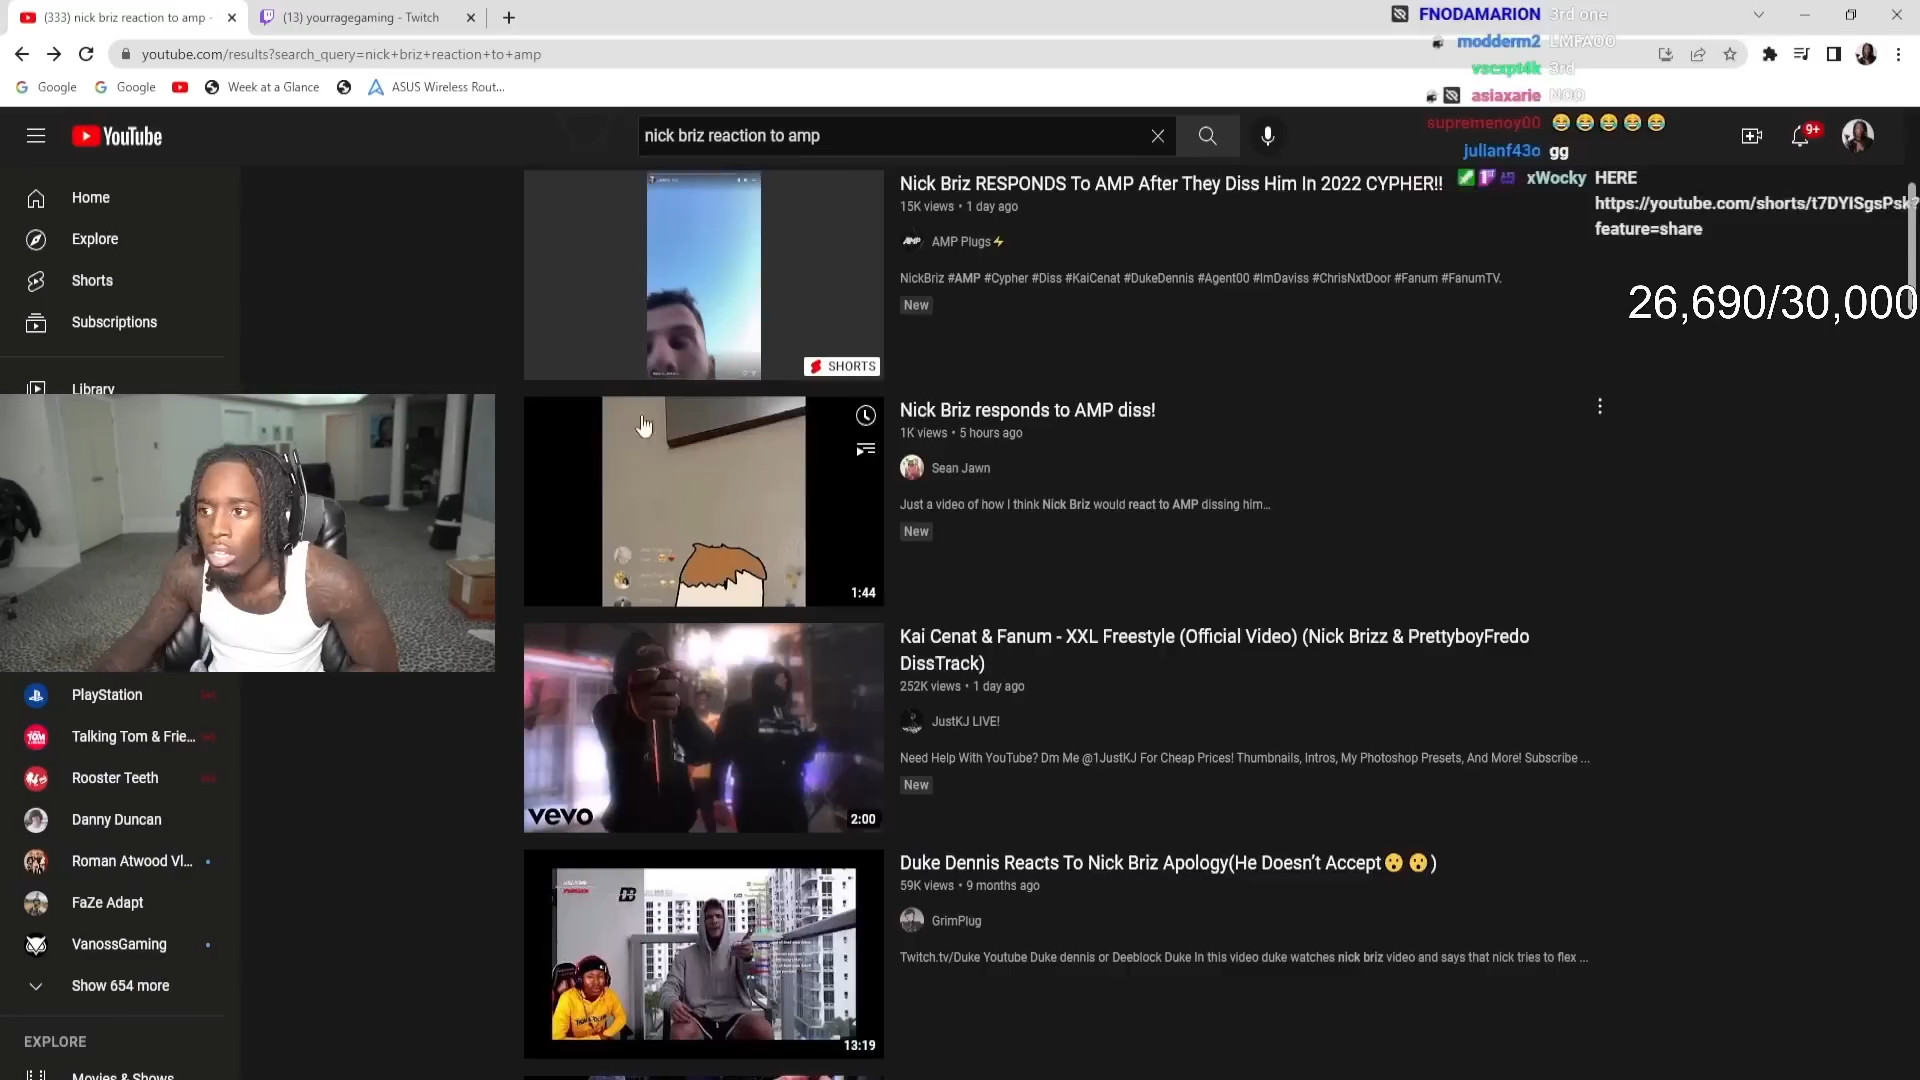 (333) nick briz reaction to amp -
(13) yourragegaming - Twitch
FNODAMARION 3rd one
youtube.com/results?search_query=nick+briz+reaction+to+amp
modderm2 LMFAOO
vscxpt4k 3rd
Google
Google
Week at a Glance
ASUS Wireless Rout...
asiaxarie NOO
YouTube
nick briz reaction to amp
supremenoy00 😂😂😂😂😂
9+
julianf43o gg
xWocky HERE
https://youtube.com/shorts/t7DYISgsPsk?
feature=share
26,690/30,000
Home
Explore
Shorts
Subscriptions
Library
PlayStation
Talking Tom & Frie...
Rooster Teeth
Danny Duncan
Roman Atwood Vl...
FaZe Adapt
VanossGaming
Show 654 more
EXPLORE
Movies & Shows
Nick Briz RESPONDS To AMP After They Diss Him In 2022 CYPHER!!
15K views • 1 day ago
AMP Plugs⚡
NickBriz #AMP #Cypher #Diss #KaiCenat #DukeDennis #Agent00 #ImDaviss #ChrisNxtDoor #Fanum #FanumTV.
New
SHORTS
Nick Briz responds to AMP diss!
1K views • 5 hours ago
Sean Jawn
Just a video of how I think Nick Briz would react to AMP dissing him...
New
1:44
Kai Cenat & Fanum - XXL Freestyle (Official Video) (Nick Brizz & PrettyboyFredo
DissTrack)
252K views • 1 day ago
JustKJ LIVE!
Need Help With YouTube? Dm Me @1JustKJ For Cheap Prices! Thumbnails, Intros, My Photoshop Presets, And More! Subscribe ...
New
vevo
2:00
Duke Dennis Reacts To Nick Briz Apology(He Doesn't Accept😮😮)
59K views • 9 months ago
GrimPlug
Twitch.tv/Duke Youtube Duke dennis or Deeblock Duke In this video duke watches nick briz video and says that nick tries to flex ...
13:19